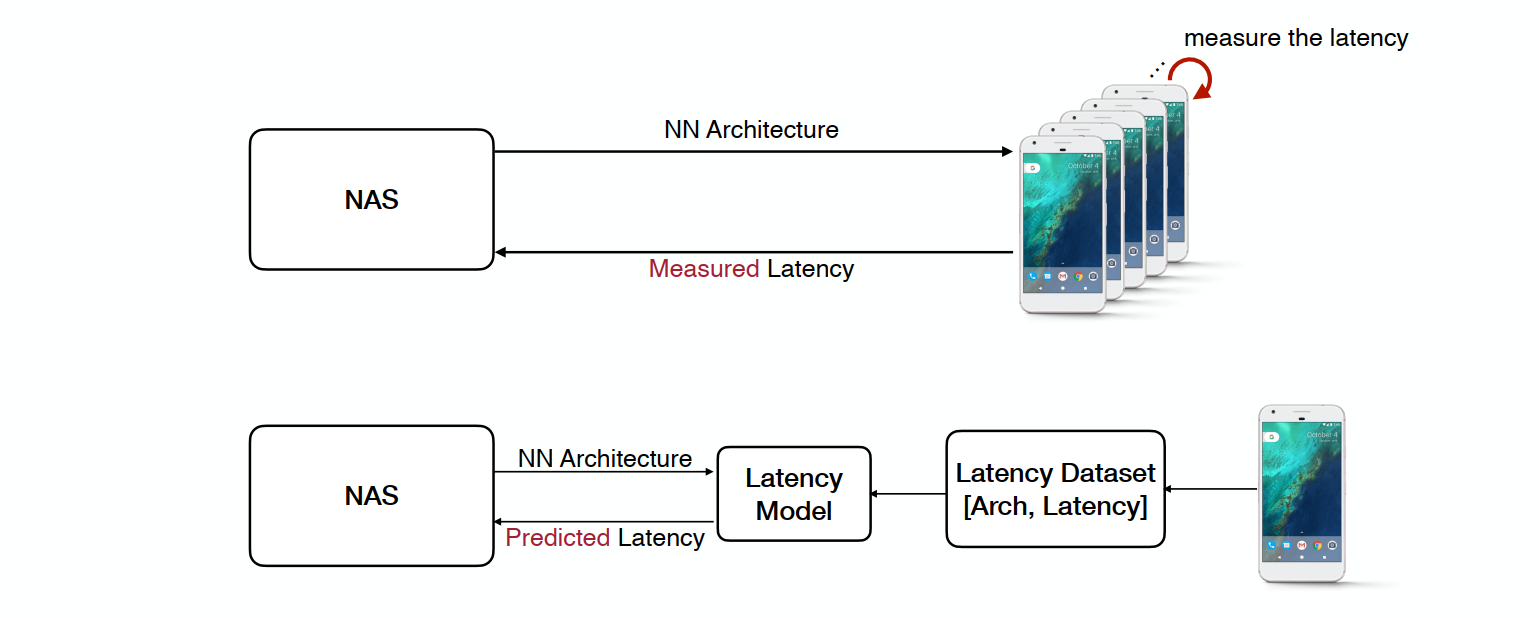 measure the latency
NN Architecture
NAS
Measured Latency
October 4
NN Architecture
NAS
Predicted Latency
Latency
Model
Latency Dataset
[Arch, Latency]
October 4